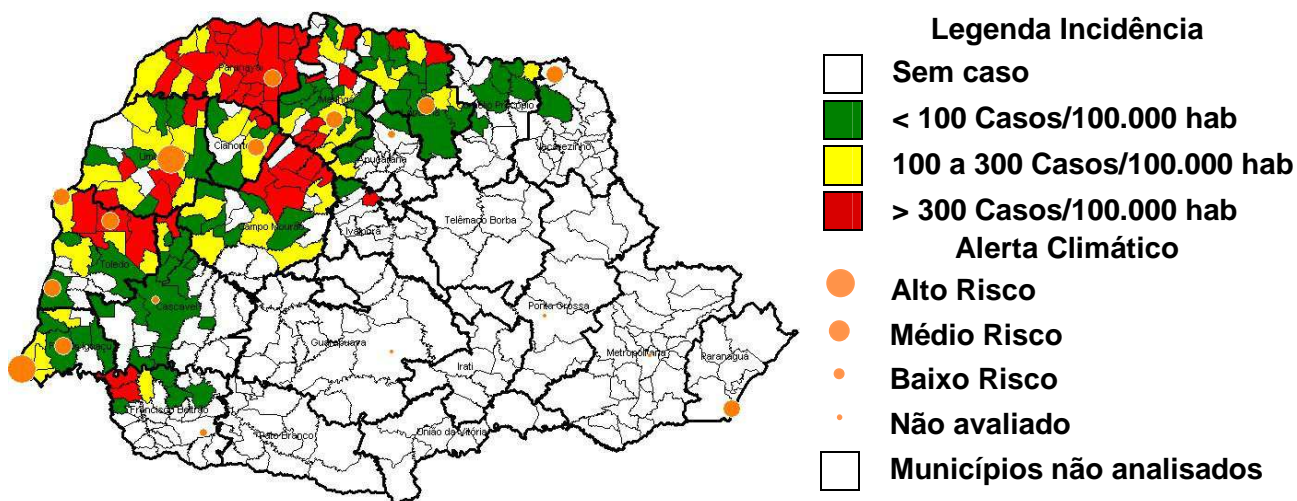 Legenda Incidência
Sem caso
< 100 Casos/100.000 hab
100 a 300 Casos/100.000 hab
> 300 Casos/100.000 hab
Alerta Climático
Alto Risco
Médio Risco
Baixo Risco
Não avaliado
Municípios não analisados
Paranavaí
Cianorte
Apucarana
Jacarezinho
Telêmaco Borba
Campo Mourão
Ivaiporã
Toledo
Cascavel
Ponta Grossa
Guarapuava
Metropolitana
Paranaguá
Irati
Francisco Beltrão
Pato Branco
União da Vitória